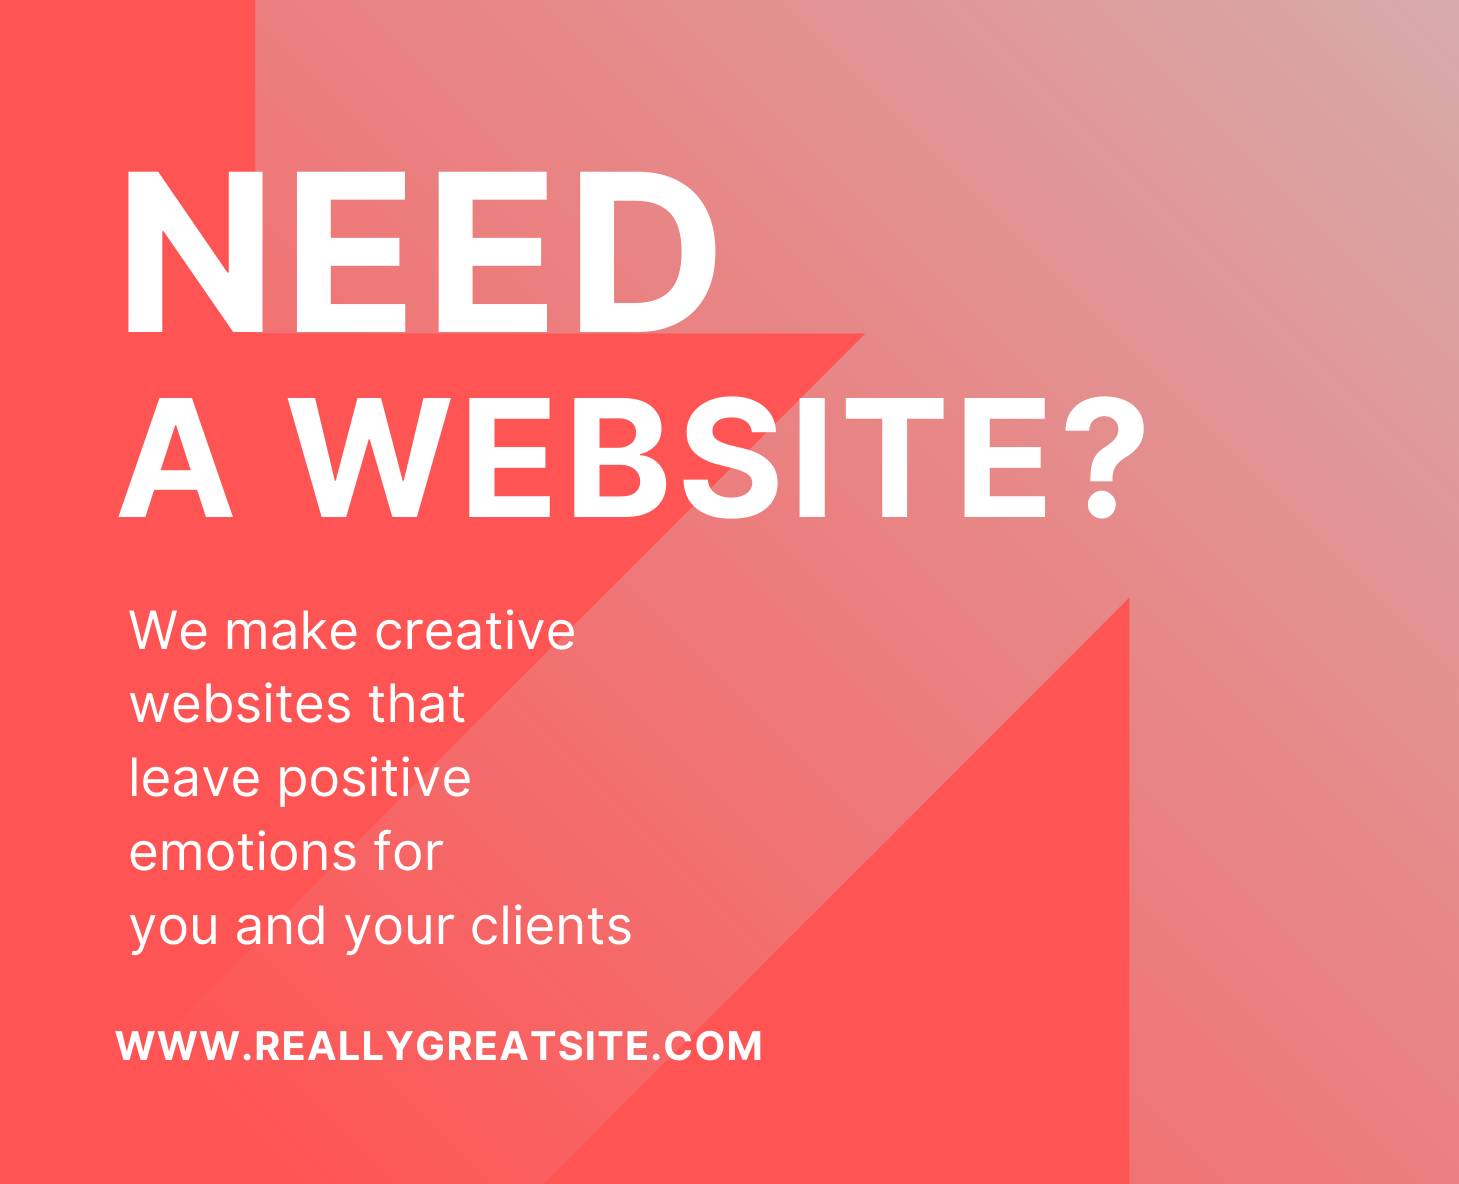 NEED
A WEBSITE?
We make creative
websites that
leave positive
emotions for
you and your clients
WWW.REALLYGREATSITE.COM